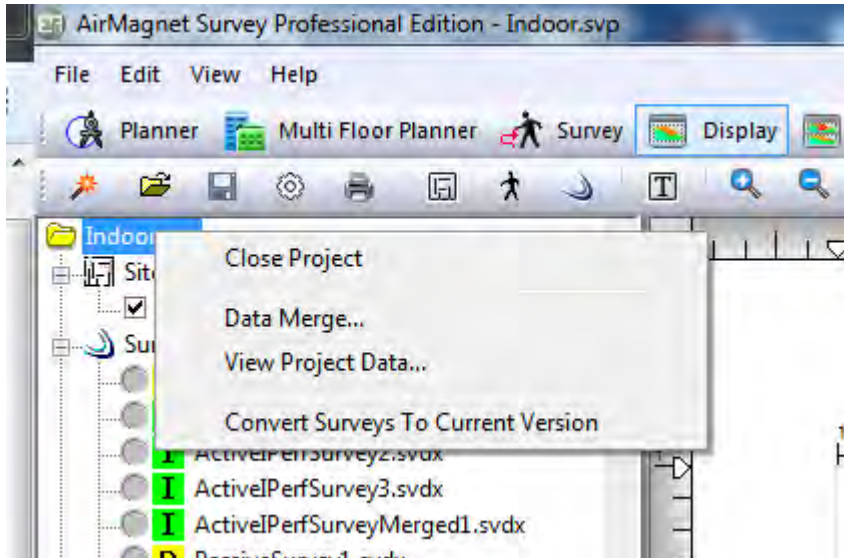 AirMagnet Survey Professional Edition - Indoor.svp
File Edit View Help
Planner Multi Floor Planner Survey Display
T
Indoor
Close Project
Data Merge...
View Project Data...
Convert Surveys To Current Version
ActiveIPerfSurvey2.svdx
I ActiveIPerfSurvey3.svdx
I ActiveIPerfSurveyMerged1.svdx